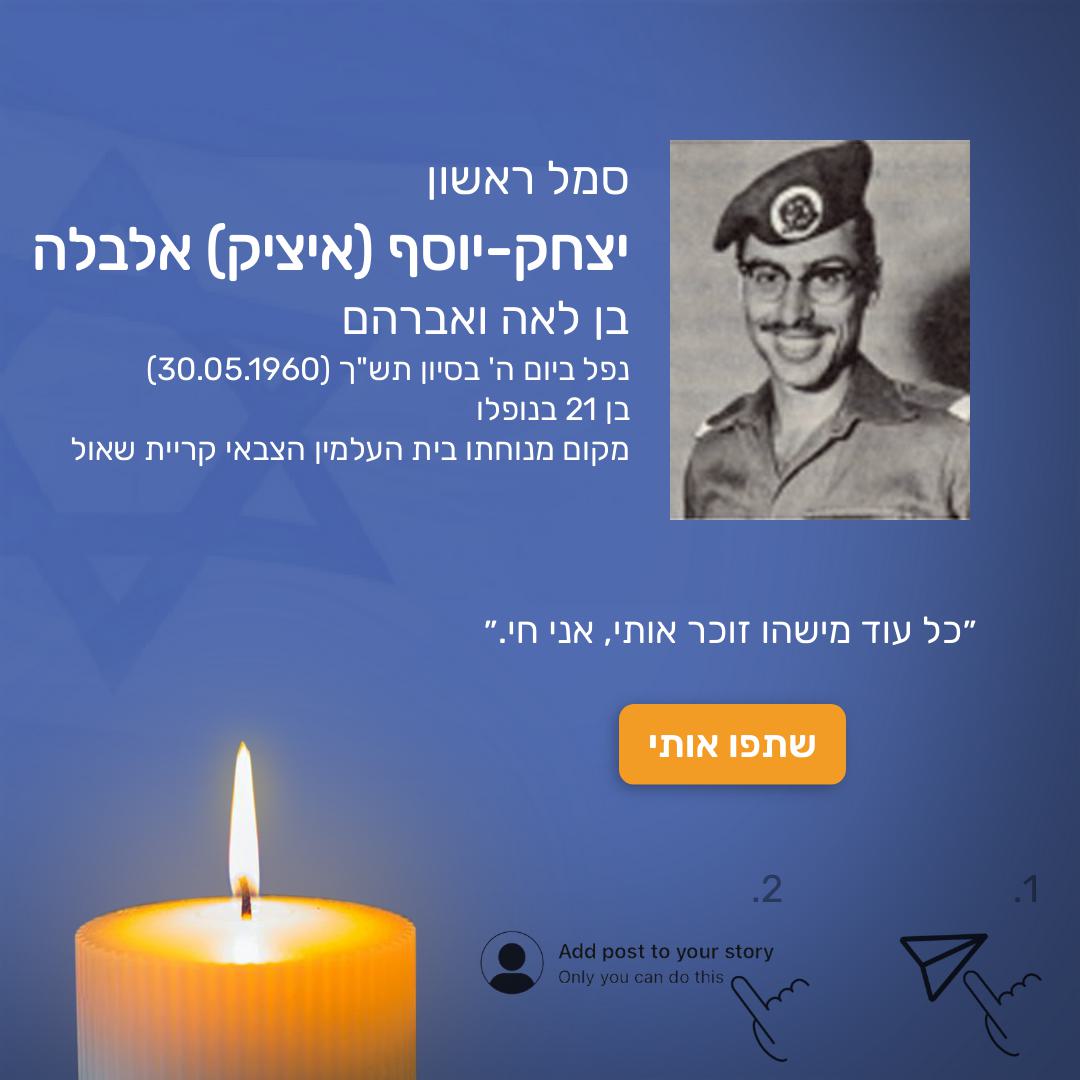 סמל ראשון
יצחק-יוסף (איציק) אלבלה
בן לאה ואברהם
נפל ביום ה' בסיון תש"ך (30.05.1960)
בן 21 בנופלו
מקום מנוחתו בית העלמין הצבאי קריית שאול
״כל עוד מישהו זוכר אותי, אני חי.״
שתפו אותי
1.
2.
Add post to your story
Only you can do this